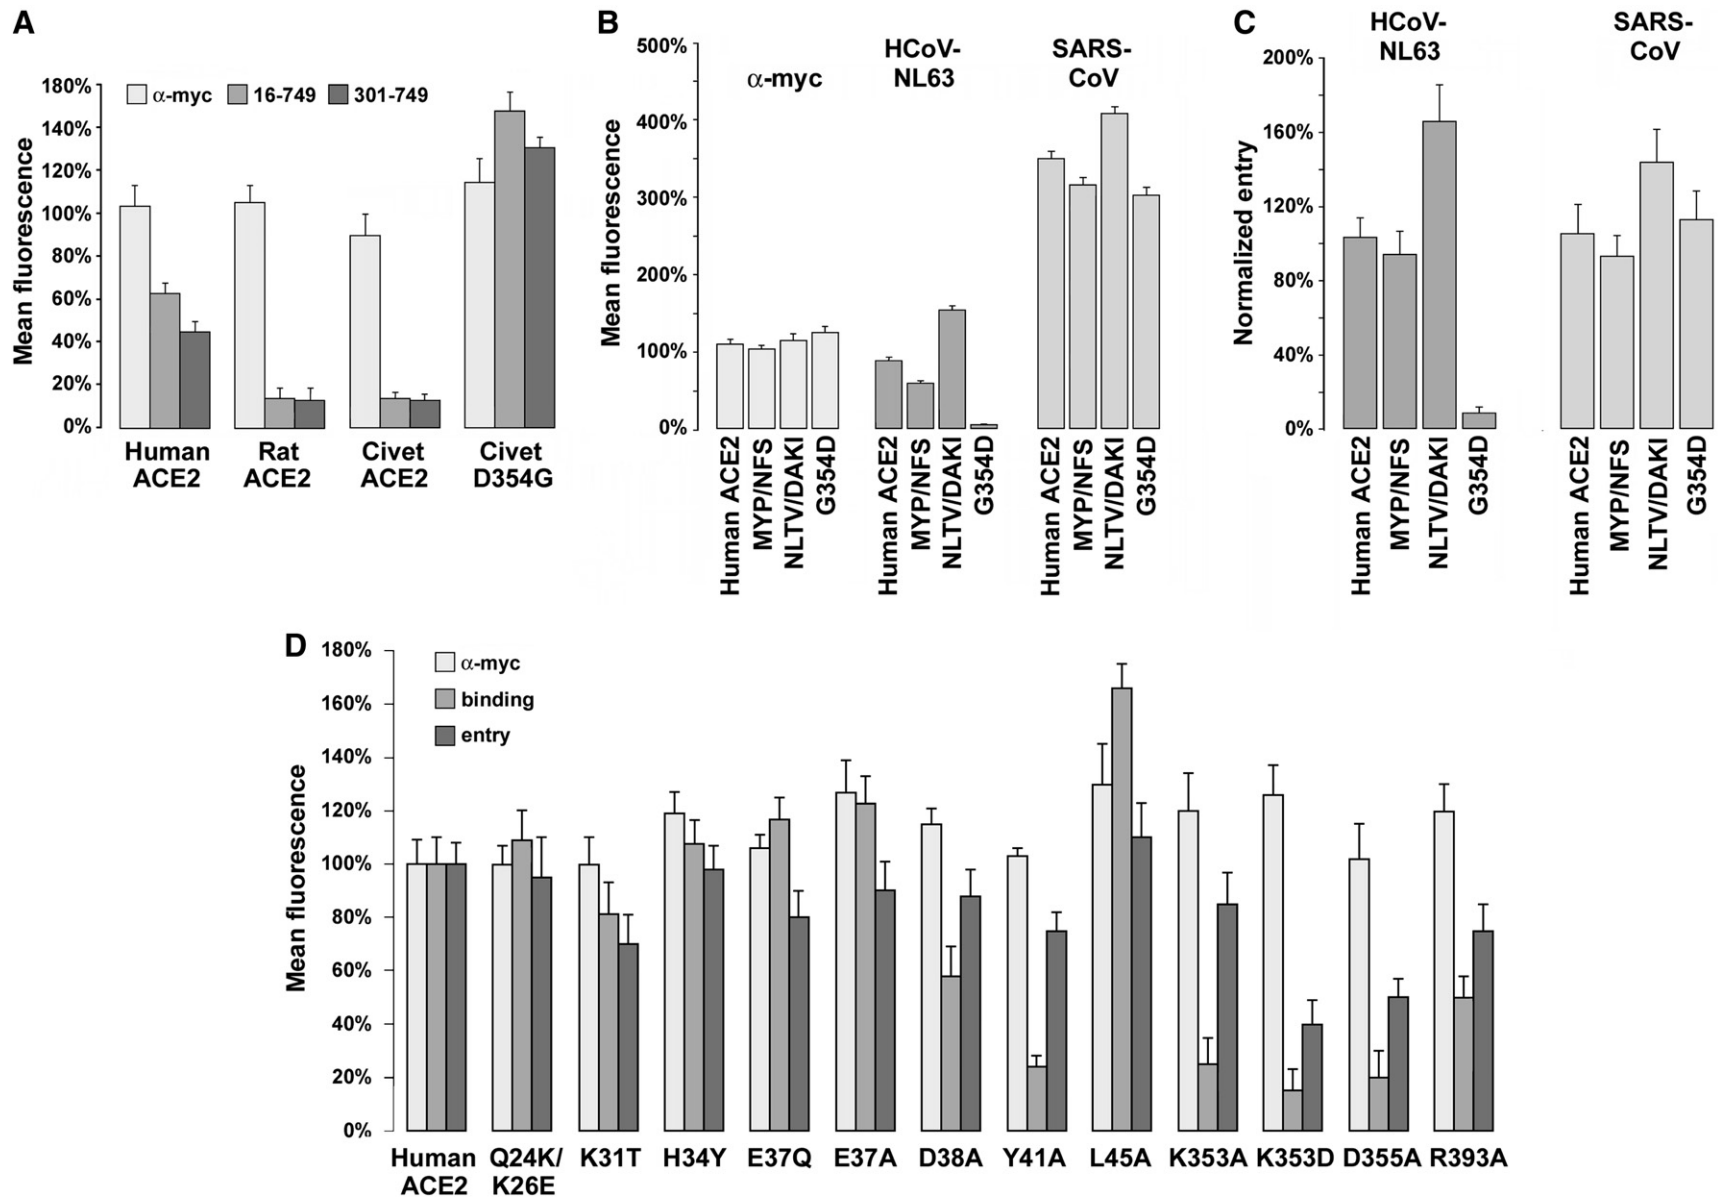 A
180%
160%
140%
120%
100%
80%
60%
40%
20%
0%
Mean fluorescence
α-myc
16-749
301-749
Human
ACE2
Rat
ACE2
Civet
ACE2
Civet
D354G
B
500%
400%
300%
200%
100%
0%
Mean fluorescence
α-myc
HCoV-
NL63
SARS-
CoV
Human ACE2
MYP/NFS
NLTV/DAKI
G354D
Human ACE2
MYP/NFS
NLTV/DAKI
G354D
Human ACE2
MYP/NFS
NLTV/DAKI
G354D
C
HCoV-
NL63
SARS-
CoV
200%
160%
120%
80%
40%
0%
Normalized entry
Human ACE2
MYP/NFS
NLTV/DAKI
G354D
Human ACE2
MYP/NFS
NLTV/DAKI
G354D
D
180%
160%
140%
120%
100%
80%
60%
40%
20%
0%
Mean fluorescence
α-myc
binding
entry
Human
ACE2
Q24K/
K26E
K31T
H34Y
E37Q
E37A
D38A
Y41A
L45A
K353A
K353D
D355A
R393A